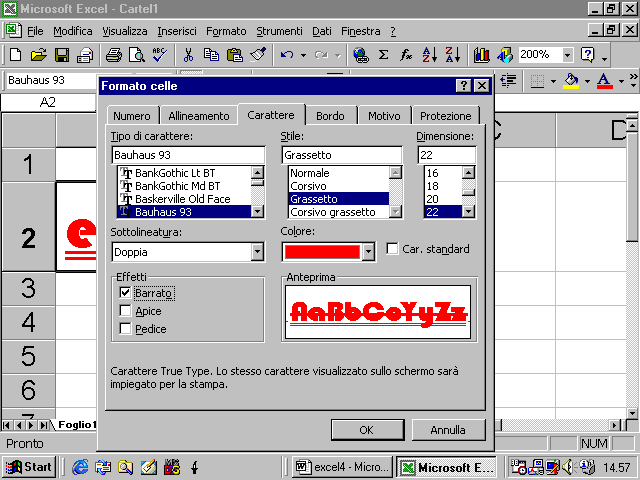 Microsoft Excel - Cartel1
File Modifica Visualizza Inserisci Formato Strumenti Dati Finestra ?
200%
Bauhaus 93
A2
Formato celle
Numero Allineamento Carattere Bordo Motivo Protezione
Tipo di carattere: Stile: Dimensione:
Bauhaus 93 Grassetto 22
BankGothic Lt BT Normale 16
BankGothic Md BT Corsivo 18
Baskerville Old Face Grassetto 20
Bauhaus 93 Corsivo grassetto 22
Sottolineatura: Colore:
Doppia Car. standard
Effetti Anteprima
Barrato
Apice
Pedice
AaBbCcYyZz
Carattere True Type. Lo stesso carattere visualizzato sullo schermo sarà
impiegato per la stampa.
OK Annulla
C D
1
2 e
3
4
5
6
7
Foglio1
Pronto NUM
Start excel4 - Micro... Microsoft E... 14.57